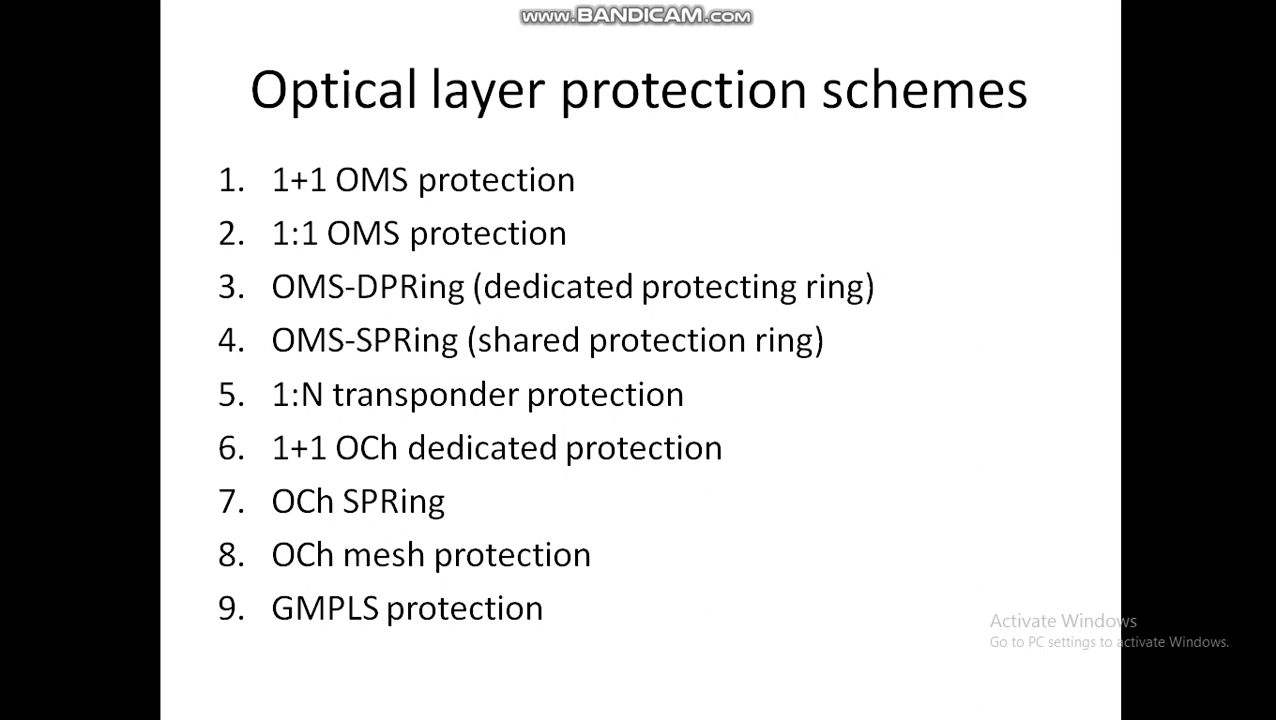 www.BANDICAM.com
Optical layer protection schemes
1. 1+1 OMS protection
2. 1:1 OMS protection
3. OMS-DPRing (dedicated protecting ring)
4. OMS-SPRing (shared protection ring)
5. 1:N transponder protection
6. 1+1 OCh dedicated protection
7. OCh SPRing
8. OCh mesh protection
9. GMPLS protection
Activate Windows
Go to PC settings to activate Windows.